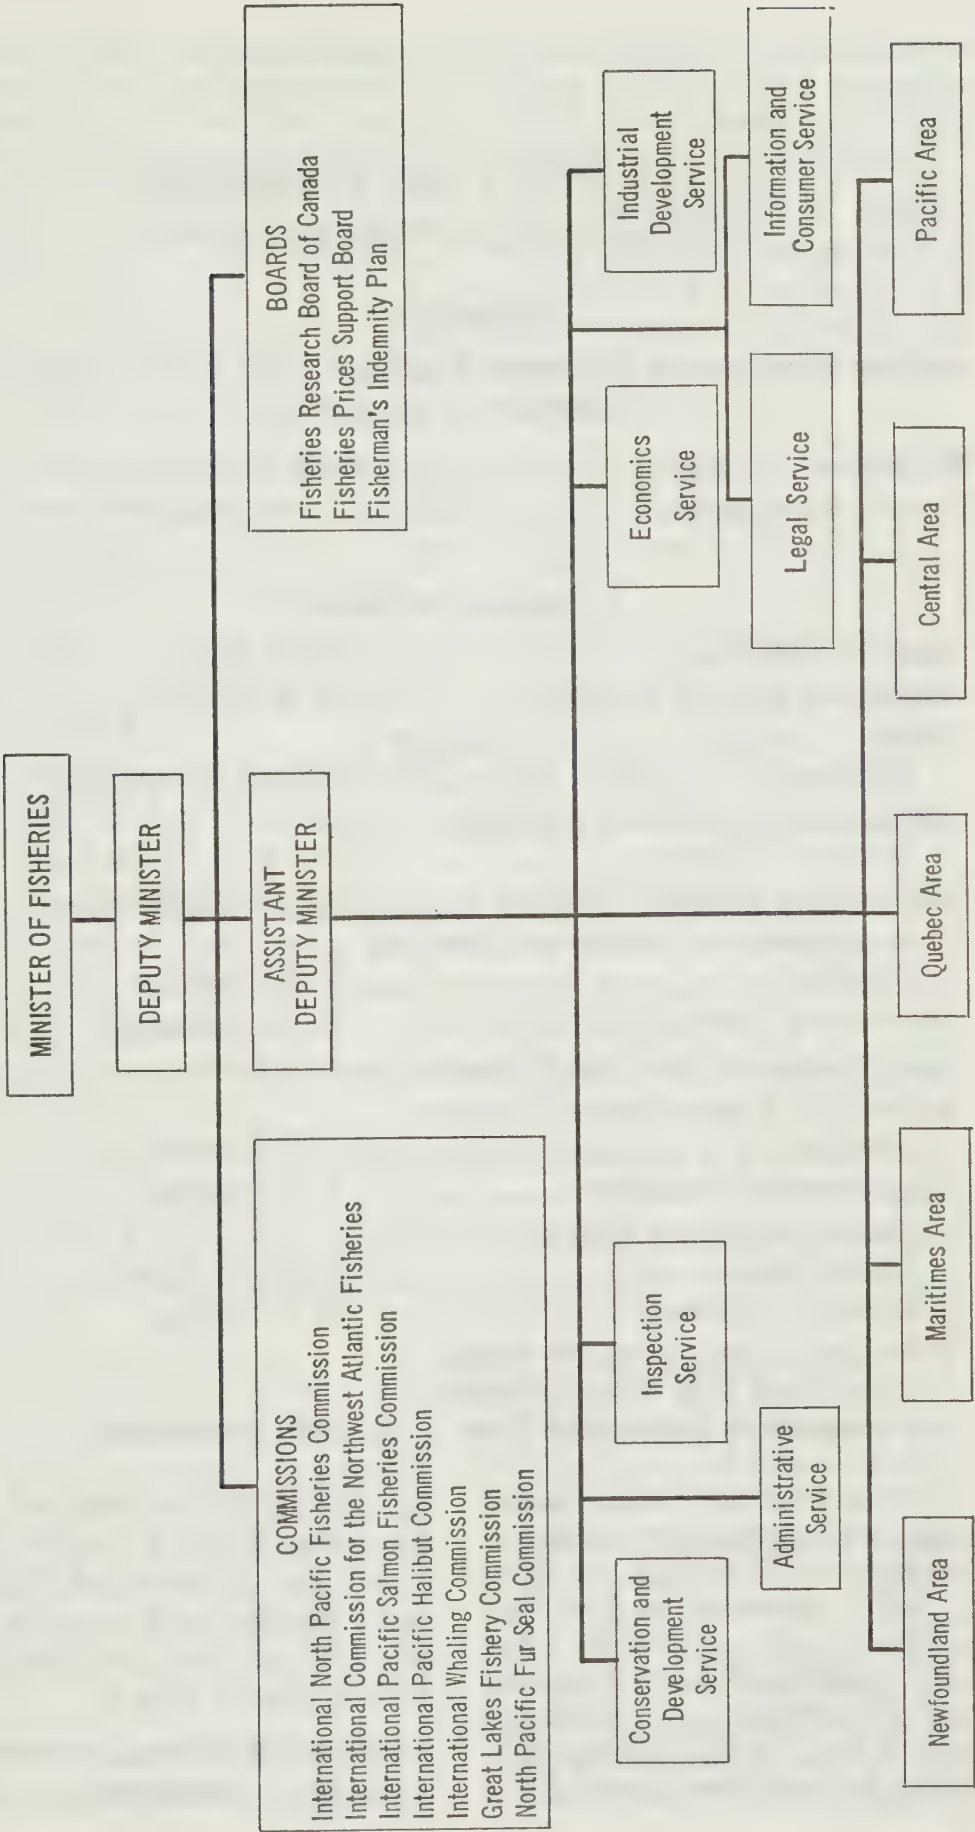 MINISTER OF FISHERIES
DEPUTY MINISTER
COMMISSIONS
International North Pacific Fisheries Commission
International Commission for the Northwest Atlantic Fisheries
International Pacific Salmon Fisheries Commission
International Pacific Halibut Commission
International Whaling Commission
Great Lakes Fishery Commission
North Pacific Fur Seal Commission
ASSISTANT
DEPUTY MINISTER
BOARDS
Fisheries Research Board of Canada
Fisheries Prices Support Board
Fisherman's Indemnity Plan
Conservation and
Development
Service
Inspection
Service
Economics
Service
Industrial
Development
Service
Administrative
Service
Legal Service
Information and
Consumer Service
Newfoundland Area
Maritimes Area
Quebec Area
Central Area
Pacific Area